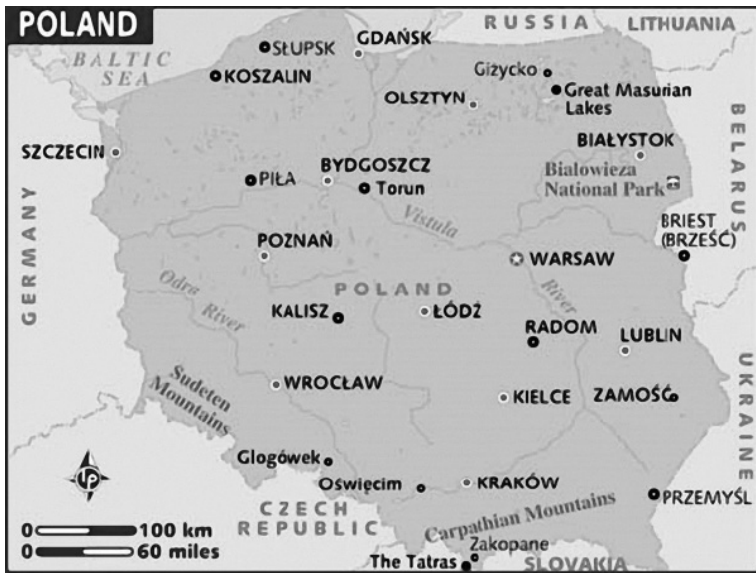 POLAND
RUSSIA
LITHUANIA
BALTIC
SEA
SŁUPSK
GDAŃSK
KOSZALIN
Giżycko
Great Masurian
Lakes
OLSZTYN
BELARUS
SZCZECIN
BIAŁYSTOK
BYDGOSZCZ
PIŁA
Torun
Bialowieza
National Park
Vistula
BRIEST
(BRZEŚĆ)
GERMANY
POZNAŃ
WARSAW
Odra
River
POLAND
River
KALISZ
ŁÓDŹ
RADOM
LUBLIN
UKRAINE
Sudeten
Mountains
WROCŁAW
KIELCE
ZAMOŚĆ
Glogówek
Oświęcim
KRAKÓW
PRZEMYŚL
LP
CZECH
REPUBLIC
Carpathian Mountains
0 100 km
0 60 miles
Zakopane
The Tatras
SLOVAKIA